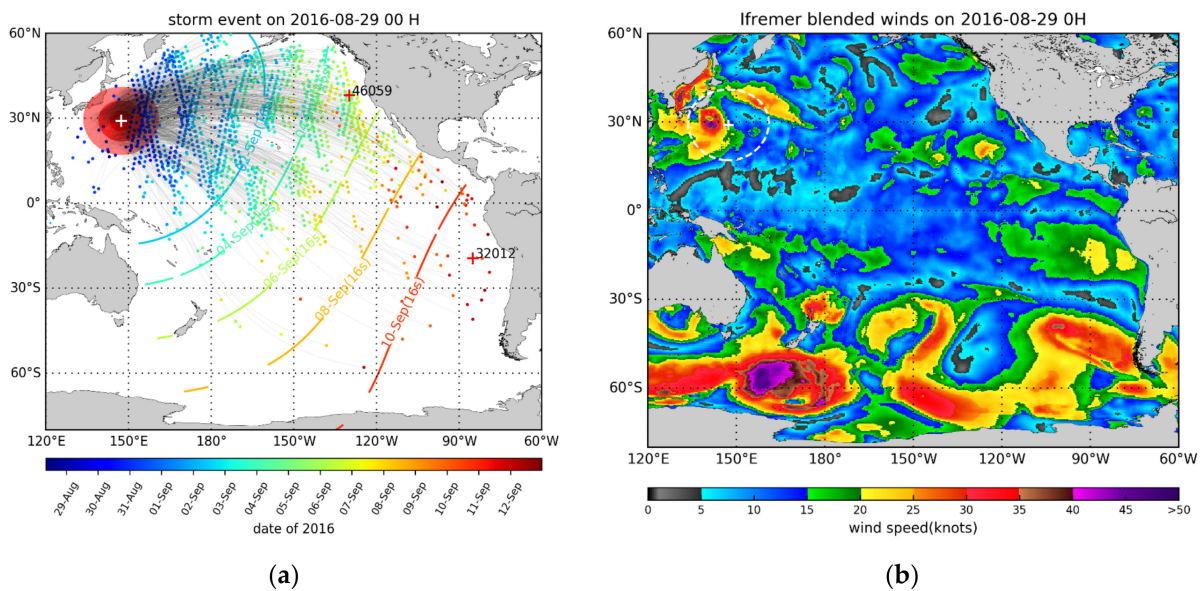 storm event on 2016-08-29 00 H
60°N
30°N
0°
30°S
60°S
120°E
150°E
180°
150°W
120°W
90°W
60°W
46059
32012
04-Sep(16s)
06-Sep(16s)
08-Sep(16s)
10-Sep(16s)
29-Aug
30-Aug
31-Aug
01-Sep
02-Sep
03-Sep
04-Sep
05-Sep
06-Sep
07-Sep
08-Sep
09-Sep
10-Sep
11-Sep
12-Sep
date of 2016
(a)
Ifremer blended winds on 2016-08-29 0H
60°N
30°N
0°
30°S
60°S
120°E
150°E
180°
150°W
120°W
90°W
60°W
0
5
10
15
20
25
30
35
40
45
>50
wind speed(knots)
(b)